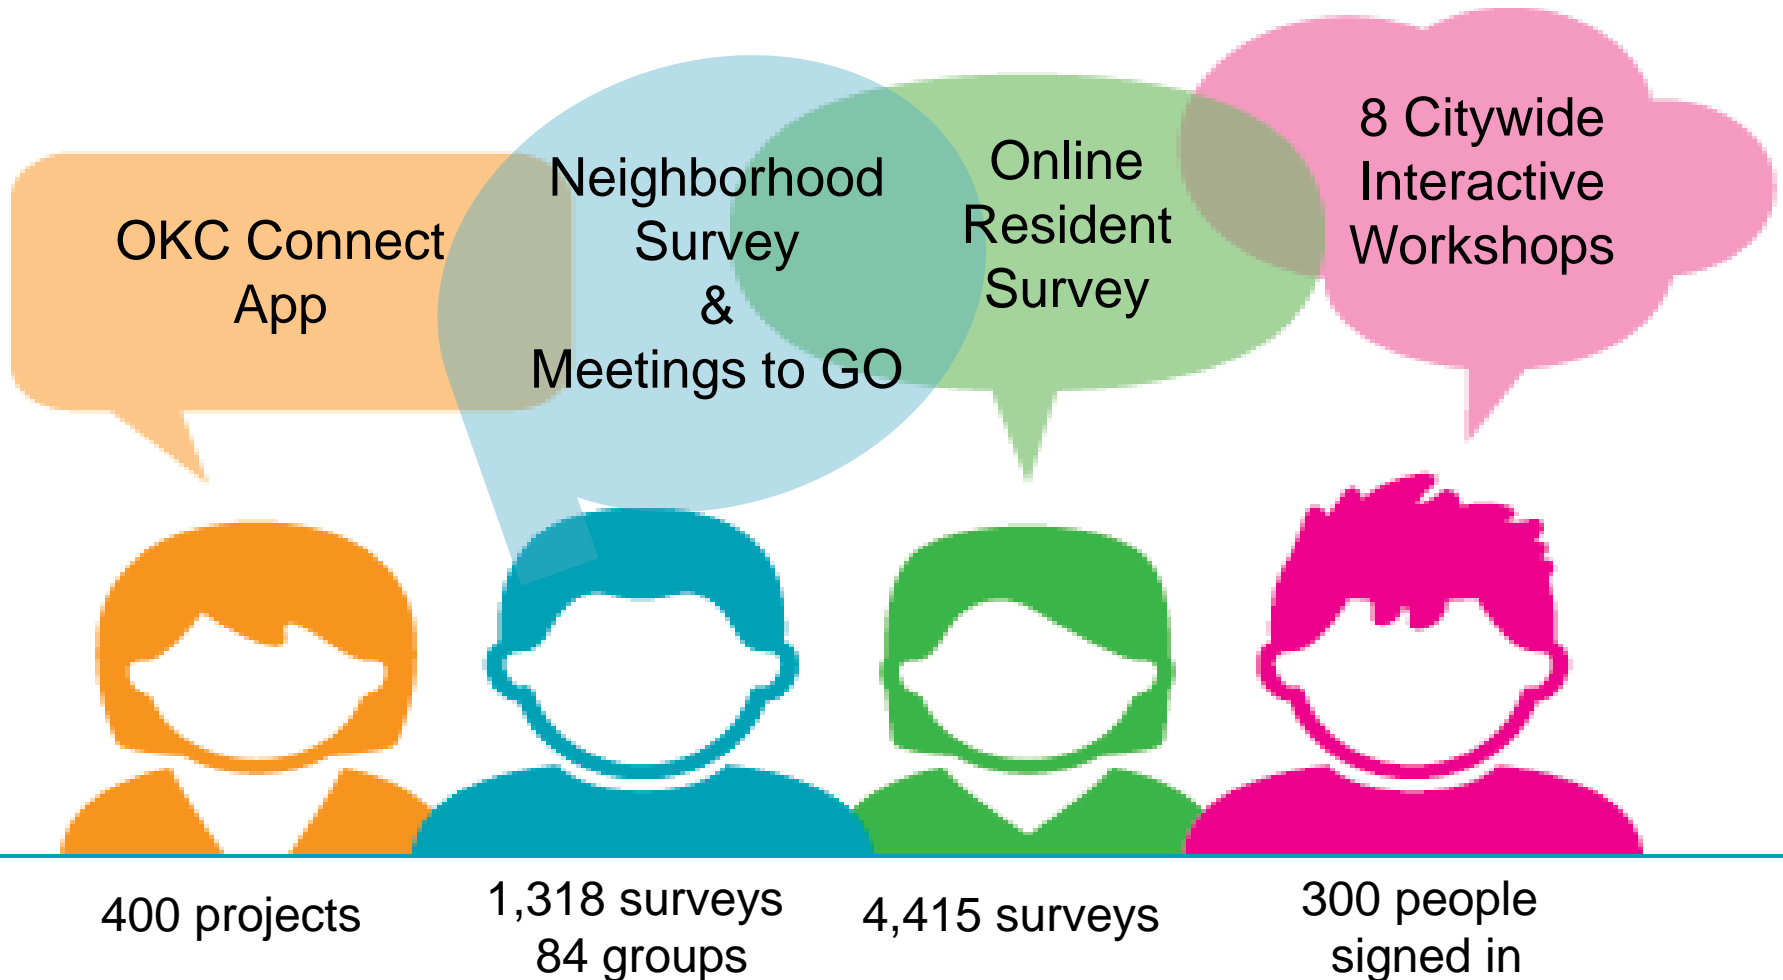 OKC Connect
App
Neighborhood
Survey
&
Meetings to GO
Online
Resident
Survey
8 Citywide
Interactive
Workshops
400 projects
1,318 surveys
84 groups
4,415 surveys
300 people
signed in